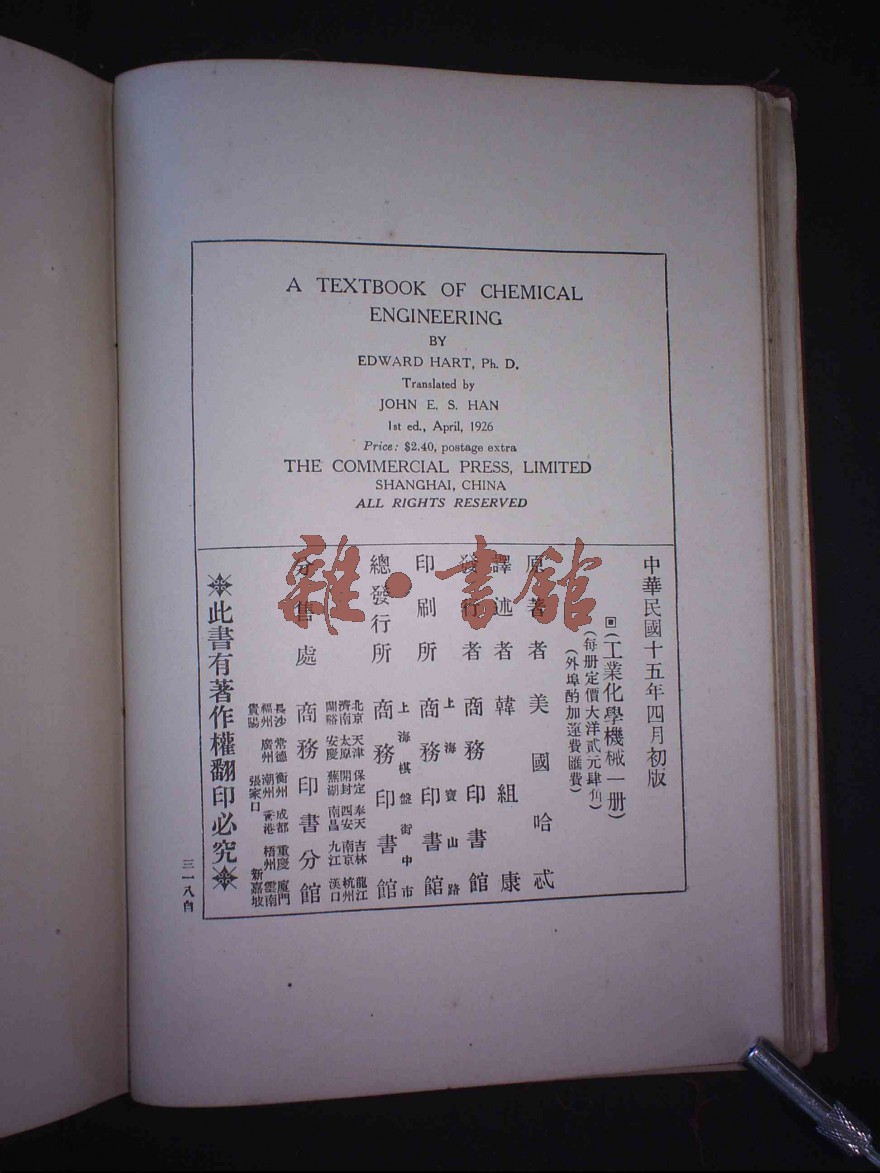 A TEXTBOOK OF CHEMICAL
ENGINEERING
BY
EDWARD HART, Ph. D.
Translated by
JOHN E. S. HAN
1st ed., April, 1926
Price: $2.40, postage extra
THE COMMERCIAL PRESS, LIMITED
SHANGHAI, CHINA
ALL RIGHTS RESERVED
中華民國十五年四月初版
(工業化學機械一册)
(每册定價大洋貳元肆角)
(外埠酌加運費匯費)
原著者 美國哈忒
譯述者 韓組康
發行者 商務印書館
上海寶山路
印刷所 商務印書館
上海棋盤街中市
總發行所 商務印書館
北京 天津 保定 奉天 吉林 龍江
濟南 太原 開封 西安 南京 杭州
蘭谿 安慶 蕪湖 南昌 九江 漢口
分售處 商務印書分館
長沙 常德 衡州 成都 重慶 廈門
福州 廣州 潮州 香港 梧州 雲南
貴陽 張家口 新嘉坡
此書有著作權翻印必究
三一八自
雜·書館